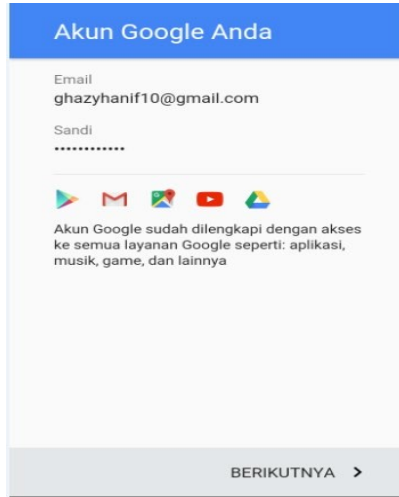 Akun Google Anda
Email
ghazyhanif10@gmail.com
Sandi
••••••••••••
Akun Google sudah dilengkapi dengan akses
ke semua layanan Google seperti: aplikasi,
musik, game, dan lainnya
BERIKUTNYA >